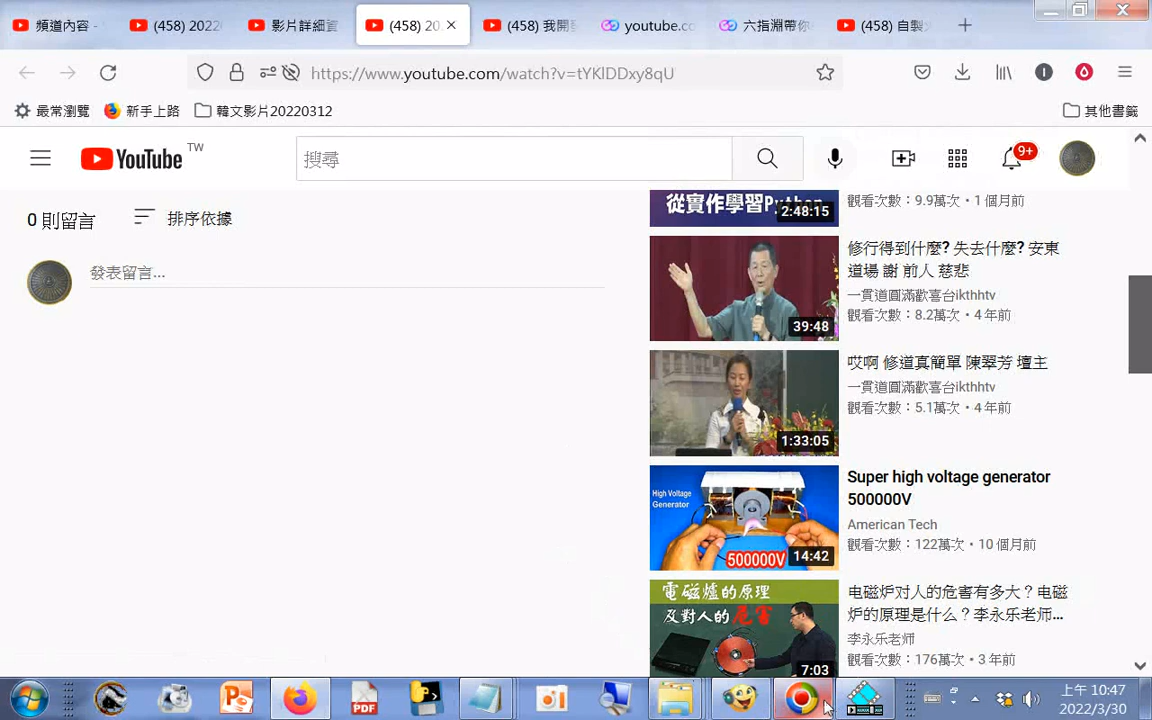 頻道內容 -
(458) 2022
影片詳細資
(458) 20
(458) 我開
youtube.co
六指淵帶你
(458) 自製
https://www.youtube.com/watch?v=tYKlDDxy8qU
最常瀏覽
新手上路
韓文影片20220312
其他書籤
YouTube TW
搜尋
9+
0 則留言
排序依據
發表留言...
從實作學習Python
2:48:15
觀看次數：9.9萬次・1 個月前
39:48
修行得到什麼? 失去什麼? 安東
道場 謝 前人 慈悲
一貫道圓滿歡喜台ikthhtv
觀看次數：8.2萬次・4 年前
1:33:05
哎啊 修道真簡單 陳翠芳 壇主
一貫道圓滿歡喜台ikthhtv
觀看次數：5.1萬次・4 年前
High Voltage
Generator
500000V
14:42
Super high voltage generator
500000V
American Tech
觀看次數：122萬次・10 個月前
電磁爐的原理
及對人的危害
7:03
电磁炉对人的危害有多大？电磁
炉的原理是什么？李永乐老师...
李永乐老师
觀看次數：176萬次・3 年前
PDF
上午 10:47
2022/3/30